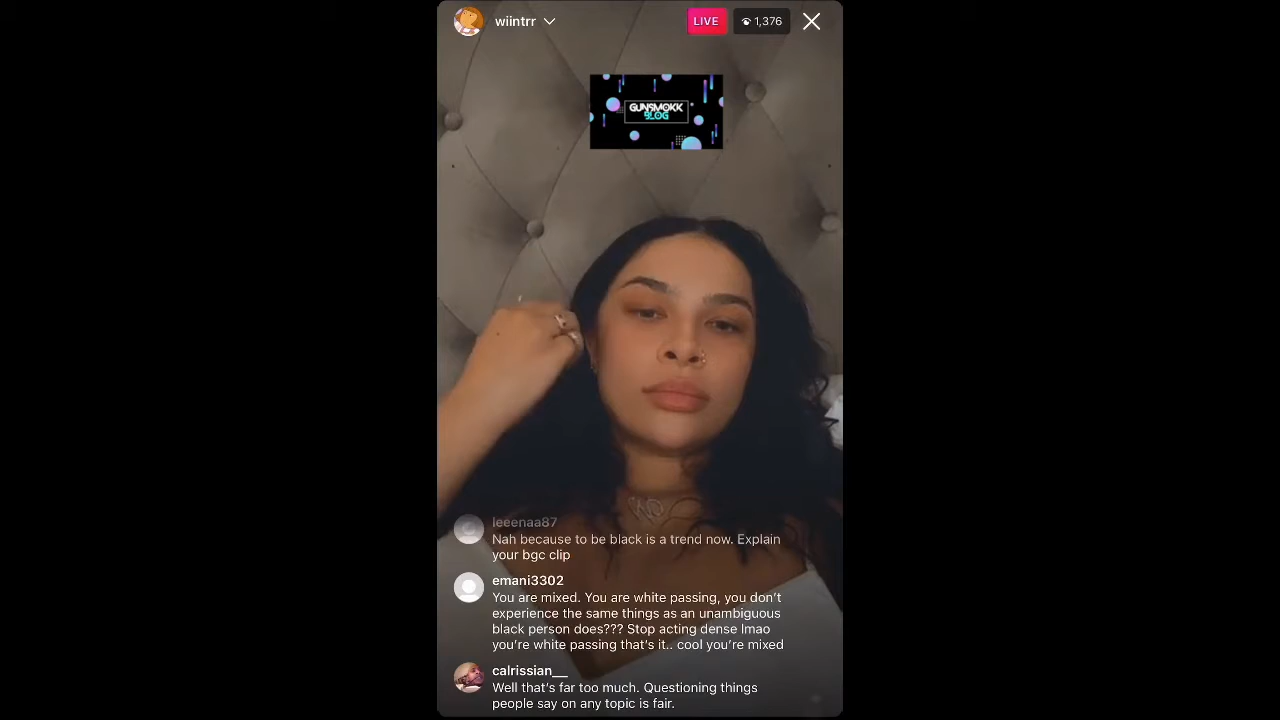 wiintrr
LIVE
1,376
GUNSMOKK
BLOG
leeenaa87
Nah because to be black is a trend now. Explain
your bgc clip
emani3302
You are mixed. You are white passing, you don't
experience the same things as an unambiguous
black person does??? Stop acting dense lmao
you're white passing that's it.. cool you're mixed
calrissian__
Well that's far too much. Questioning things
people say on any topic is fair.